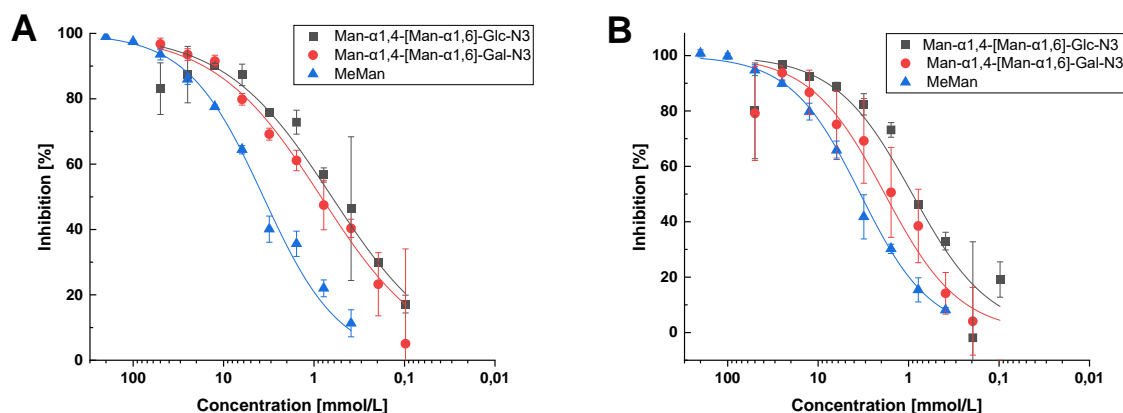 A
Man-α1,4-[Man-α1,6]-Glc-N3
Man-α1,4-[Man-α1,6]-Gal-N3
MeMan
Inhibition [%]
100
80
60
40
20
0
100
10
1
0,1
0,01
Concentration [mmol/L]
B
Man-α1,4-[Man-α1,6]-Glc-N3
Man-α1,4-[Man-α1,6]-Gal-N3
MeMan
Inhibition [%]
100
80
60
40
20
0
100
10
1
0,1
0,01
Concentration [mmol/L]